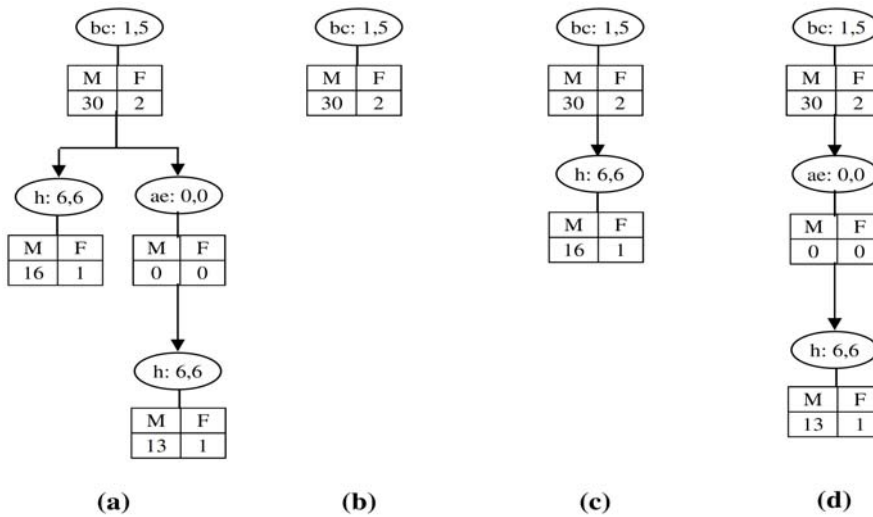 bc: 1,5 bc: 1,5 bc: 1,5 bc: 1,5
M F M F M F M F
30 2 30 2 30 2 30 2
h: 6,6 ae: 0,0 h: 6,6 ae: 0,0
M F M F M F M F
16 1 0 0 16 1 0 0
h: 6,6 h: 6,6
M F M F
13 1 13 1
(a) (b) (c) (d)